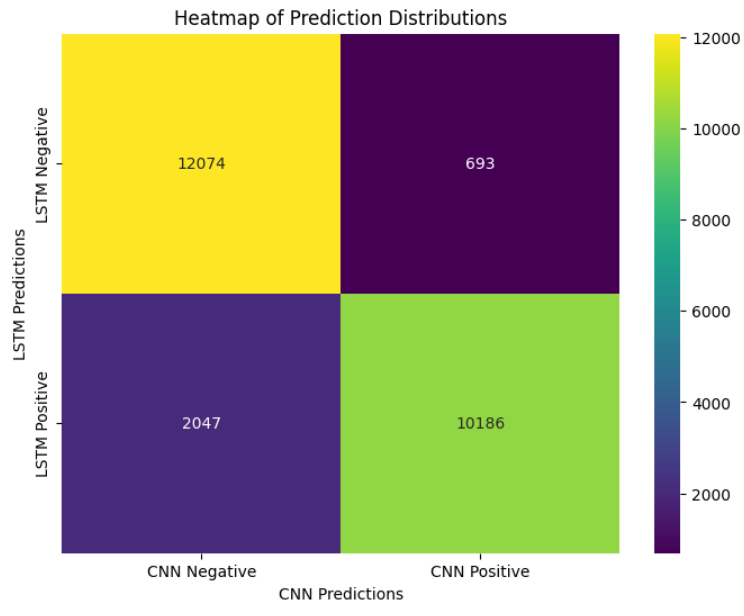 Heatmap of Prediction Distributions
LSTM Predictions
LSTM Negative
LSTM Positive
12074
693
2047
10186
CNN Negative
CNN Positive
CNN Predictions
12000
10000
8000
6000
4000
2000